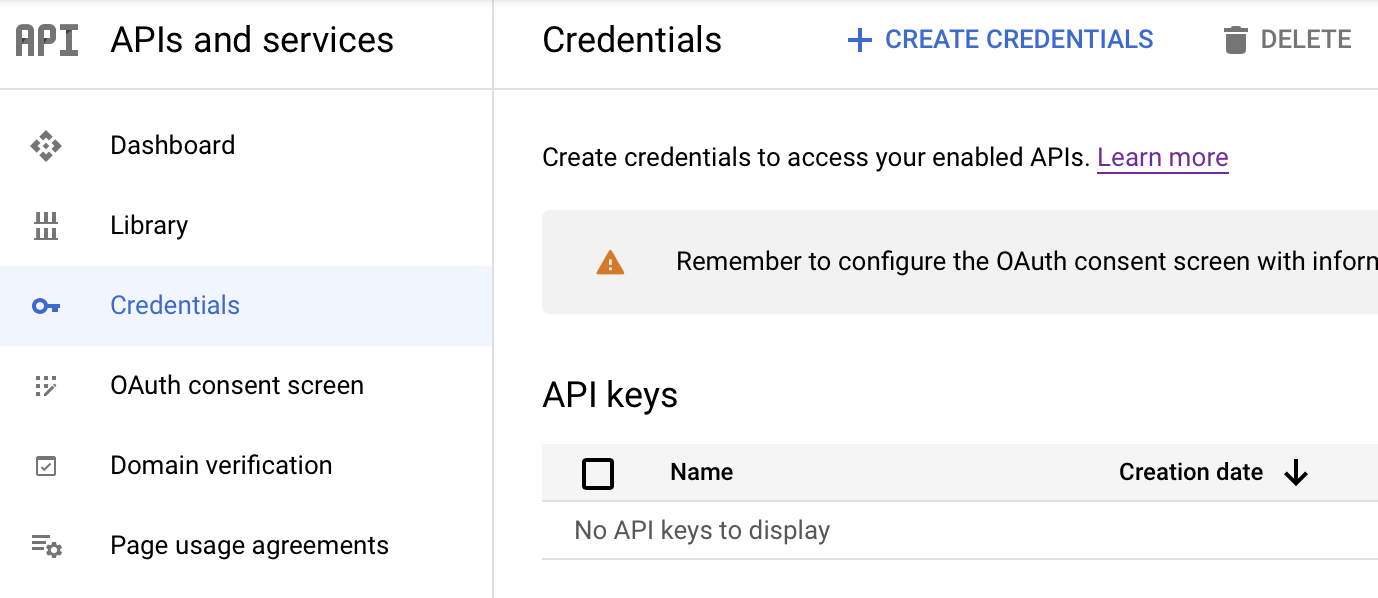 API APIs and services
Credentials
CREATE CREDENTIALS
DELETE
Dashboard
Library
Credentials
OAuth consent screen
Domain verification
Page usage agreements
Create credentials to access your enabled APIs. Learn more
Remember to configure the OAuth consent screen with
API keys
Name
Creation date
No API keys to display